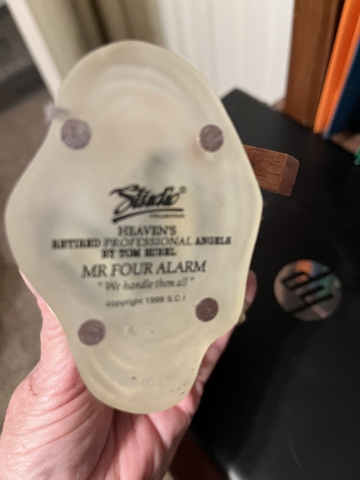 Studio®
COLLECTION
HEAVEN'S
RETIRED PROFESSIONAL ANGELS
BY TOM RUBEL
MR FOUR ALARM
" We handle them all "
copyright 1999 S.C.I